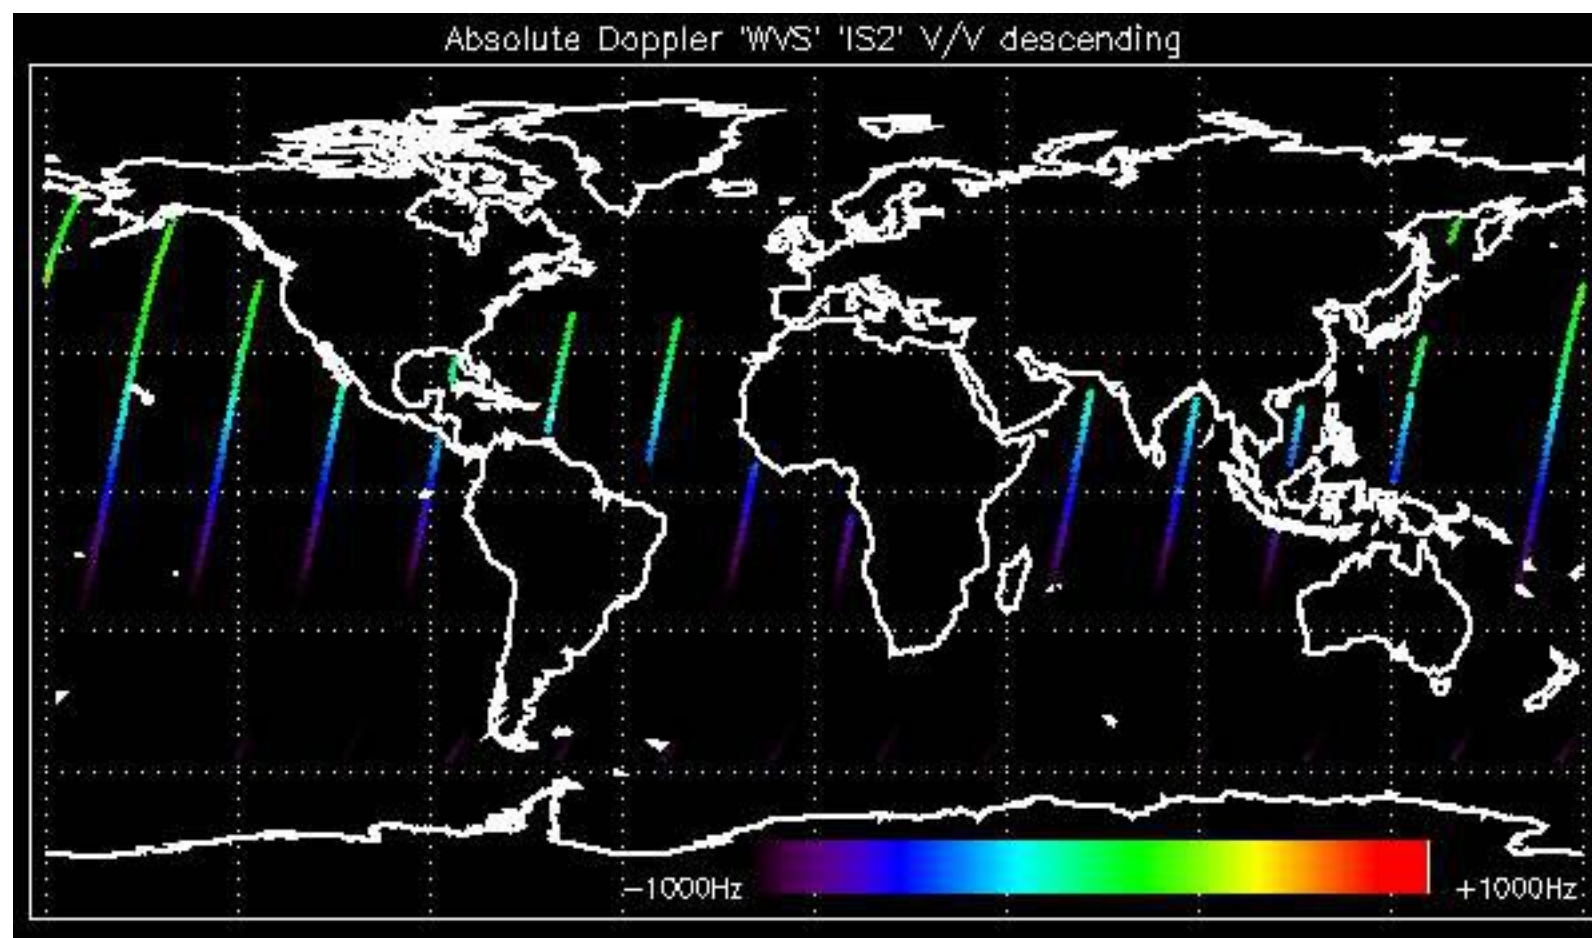 Absolute Doppler 'WVS' 'IS2' V/V descending
-1000Hz +1000Hz